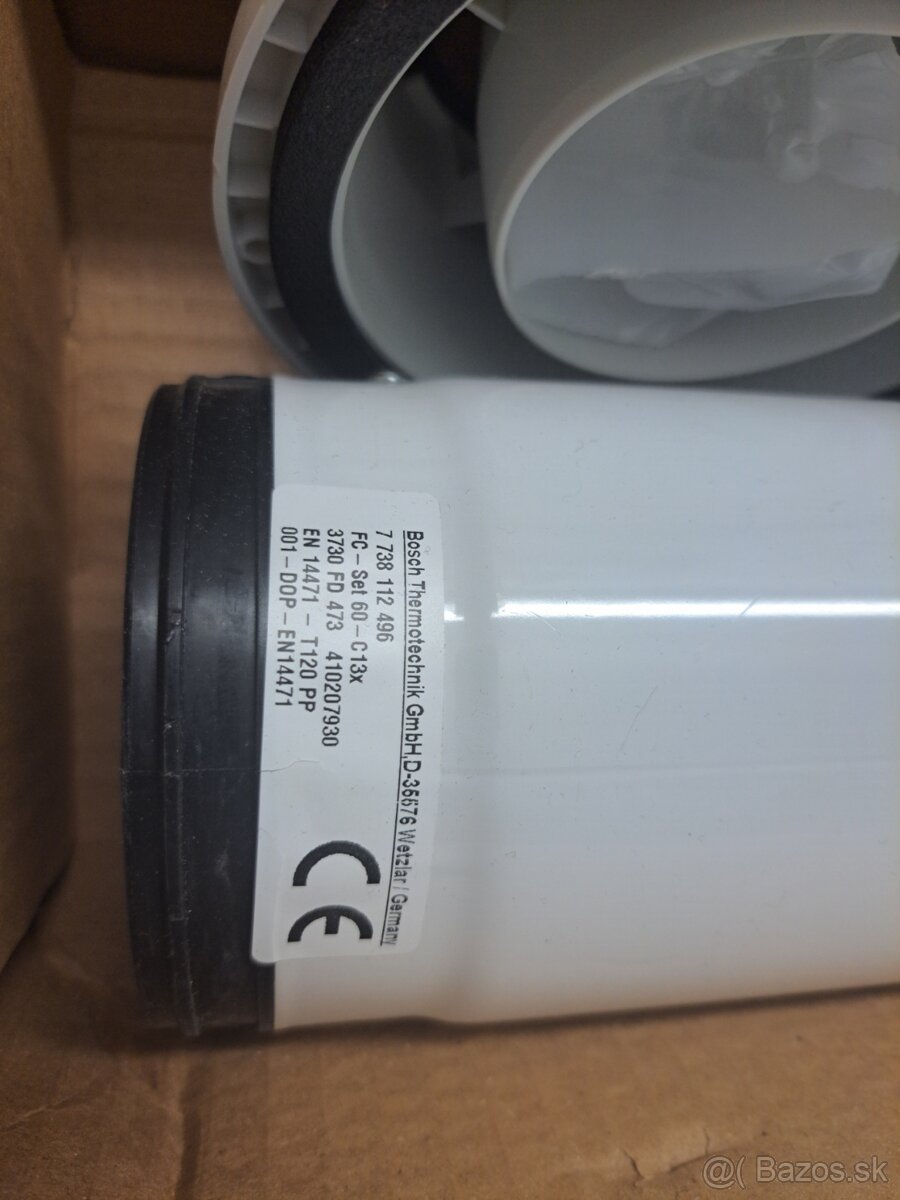 Bosch Thermotechnik GmbH,D-35576 Wetzlar / Germany
7 738 112 496
FC – Set 60 – C13x
3730 FD 473 410207930
EN 14471 – T120 PP
001 – DOP – EN14471
CE
@( Bazos.sk